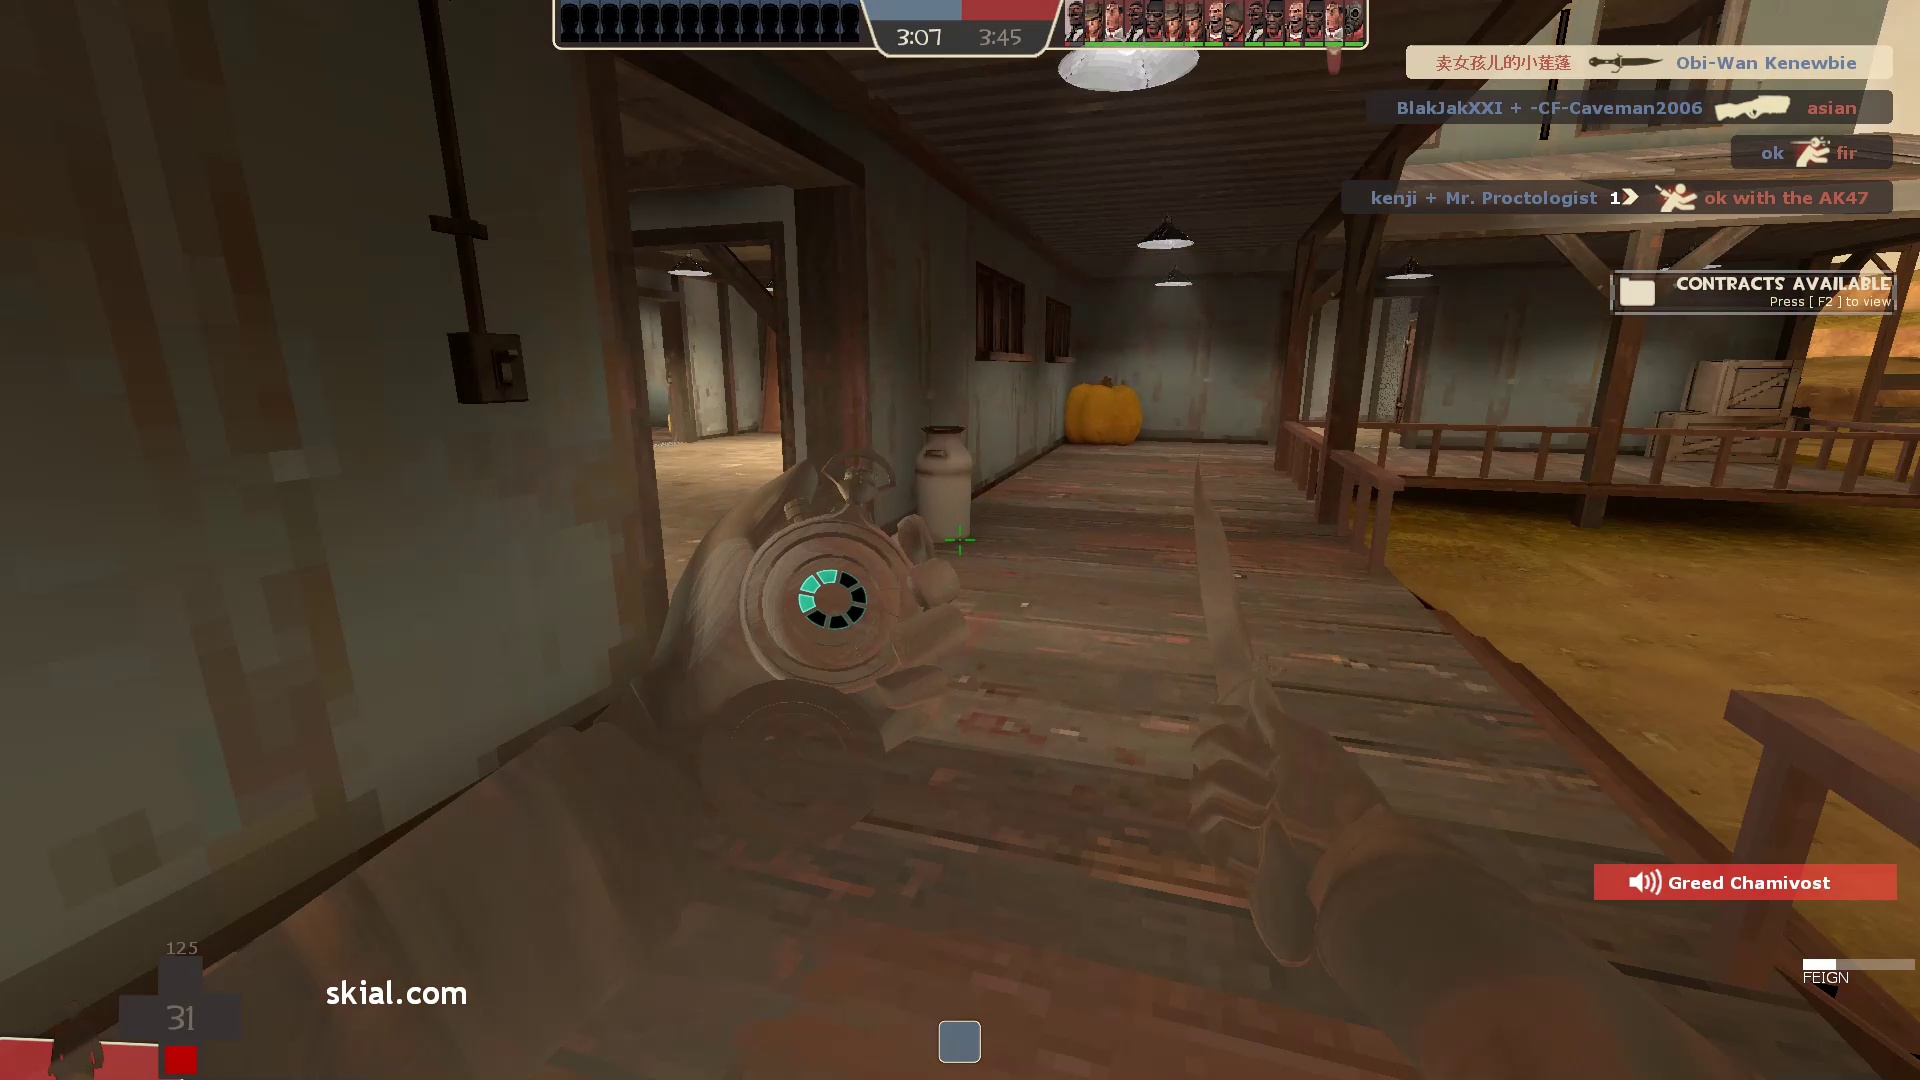 3:07 3:45
卖女孩儿的小莲蓬 Obi-Wan Kenewbie
BlakJakXXI + -CF-Caveman2006 asian
ok fir
kenji + Mr. Proctologist 1 ok with the AK47
CONTRACTS AVAILABLE
Press [ F2 ] to view
Greed Chamivost
125
31
skial.com
FEIGN